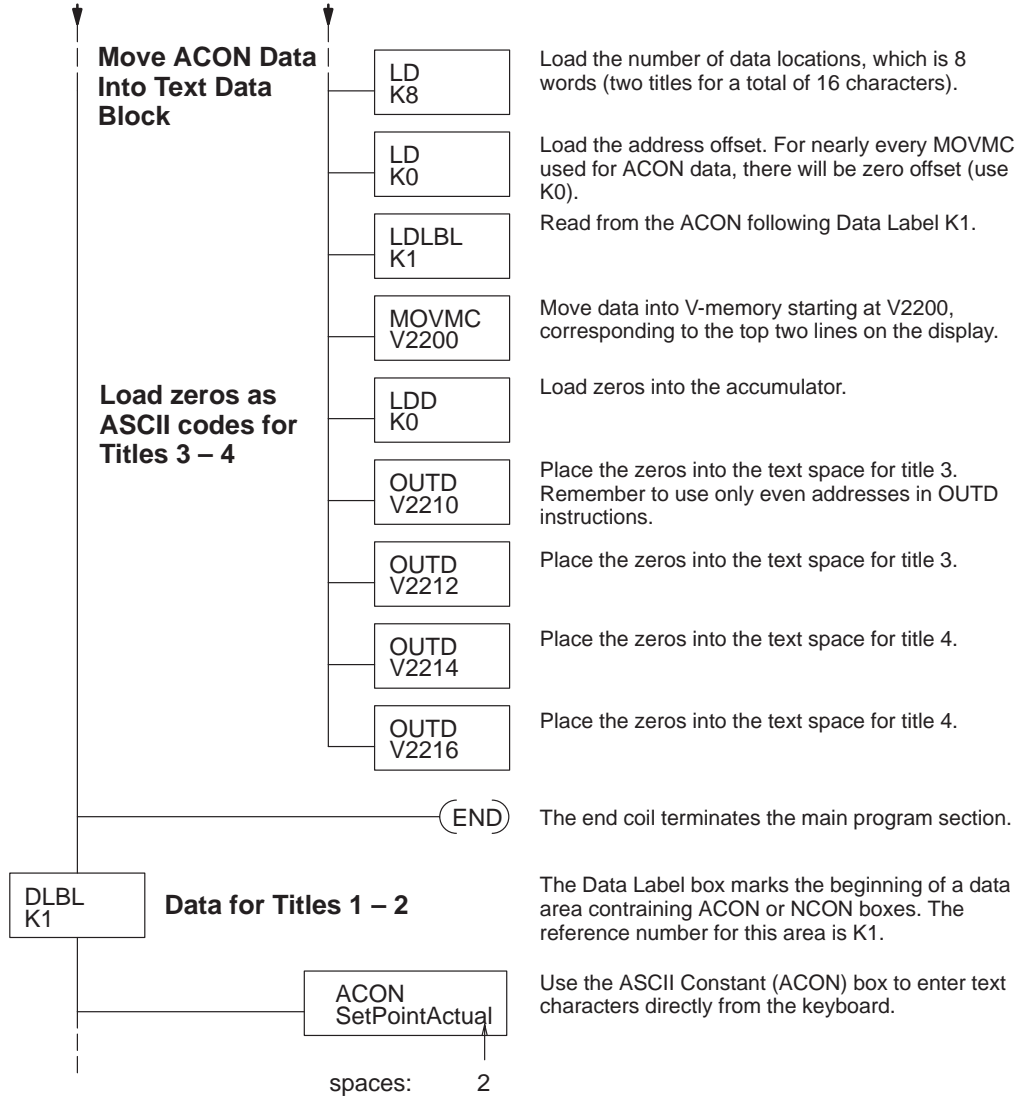 Move ACON Data
Into Text Data
Block
LD
K8
Load the number of data locations, which is 8
words (two titles for a total of 16 characters).
LD
K0
Load the address offset. For nearly every MOVMC
used for ACON data, there will be zero offset (use
K0).
LDLBL
K1
Read from the ACON following Data Label K1.
MOVMC
V2200
Move data into V-memory starting at V2200,
corresponding to the top two lines on the display.
Load zeros as
ASCII codes for
Titles 3 – 4
LDD
K0
Load zeros into the accumulator.
OUTD
V2210
Place the zeros into the text space for title 3.
Remember to use only even addresses in OUTD
instructions.
OUTD
V2212
Place the zeros into the text space for title 3.
OUTD
V2214
Place the zeros into the text space for title 4.
OUTD
V2216
Place the zeros into the text space for title 4.
END
The end coil terminates the main program section.
DLBL
K1
Data for Titles 1 – 2
The Data Label box marks the beginning of a data
area contraining ACON or NCON boxes. The
reference number for this area is K1.
ACON
SetPointActual
Use the ASCII Constant (ACON) box to enter text
characters directly from the keyboard.
spaces: 2